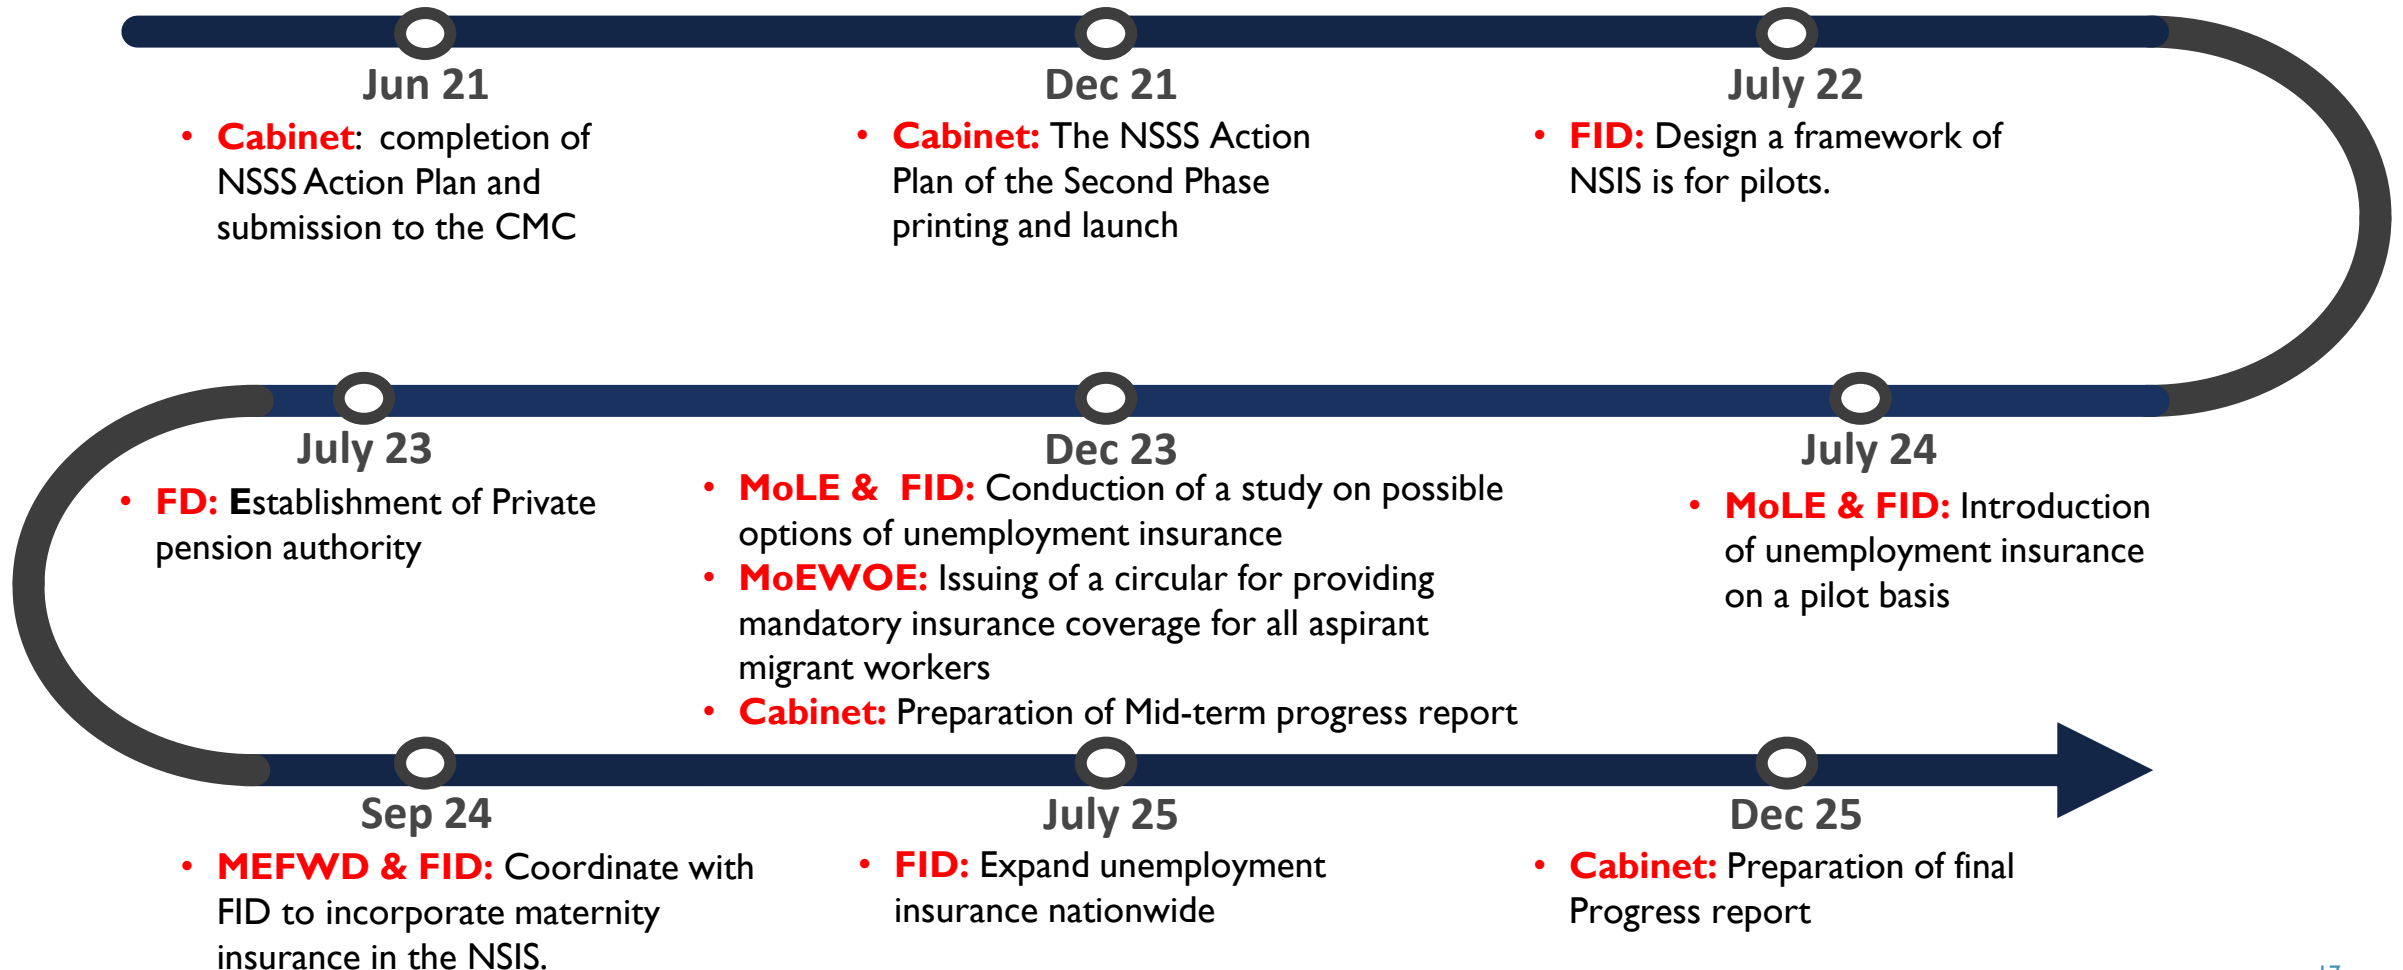 Jun 21
• Cabinet: completion of
NSSS Action Plan and
submission to the CMC
Dec 21
• Cabinet: The NSSS Action
Plan of the Second Phase
printing and launch
July 22
• FID: Design a framework of
NSIS is for pilots.
July 23
• FD: Establishment of Private
pension authority
Dec 23
• MoLE & FID: Conduction of a study on possible
options of unemployment insurance
• MoEWOE: Issuing of a circular for providing
mandatory insurance coverage for all aspirant
migrant workers
• Cabinet: Preparation of Mid-term progress report
July 24
• MoLE & FID: Introduction
of unemployment insurance
on a pilot basis
Sep 24
• MEFWD & FID: Coordinate with
FID to incorporate maternity
insurance in the NSIS.
July 25
• FID: Expand unemployment
insurance nationwide
Dec 25
• Cabinet: Preparation of final
Progress report